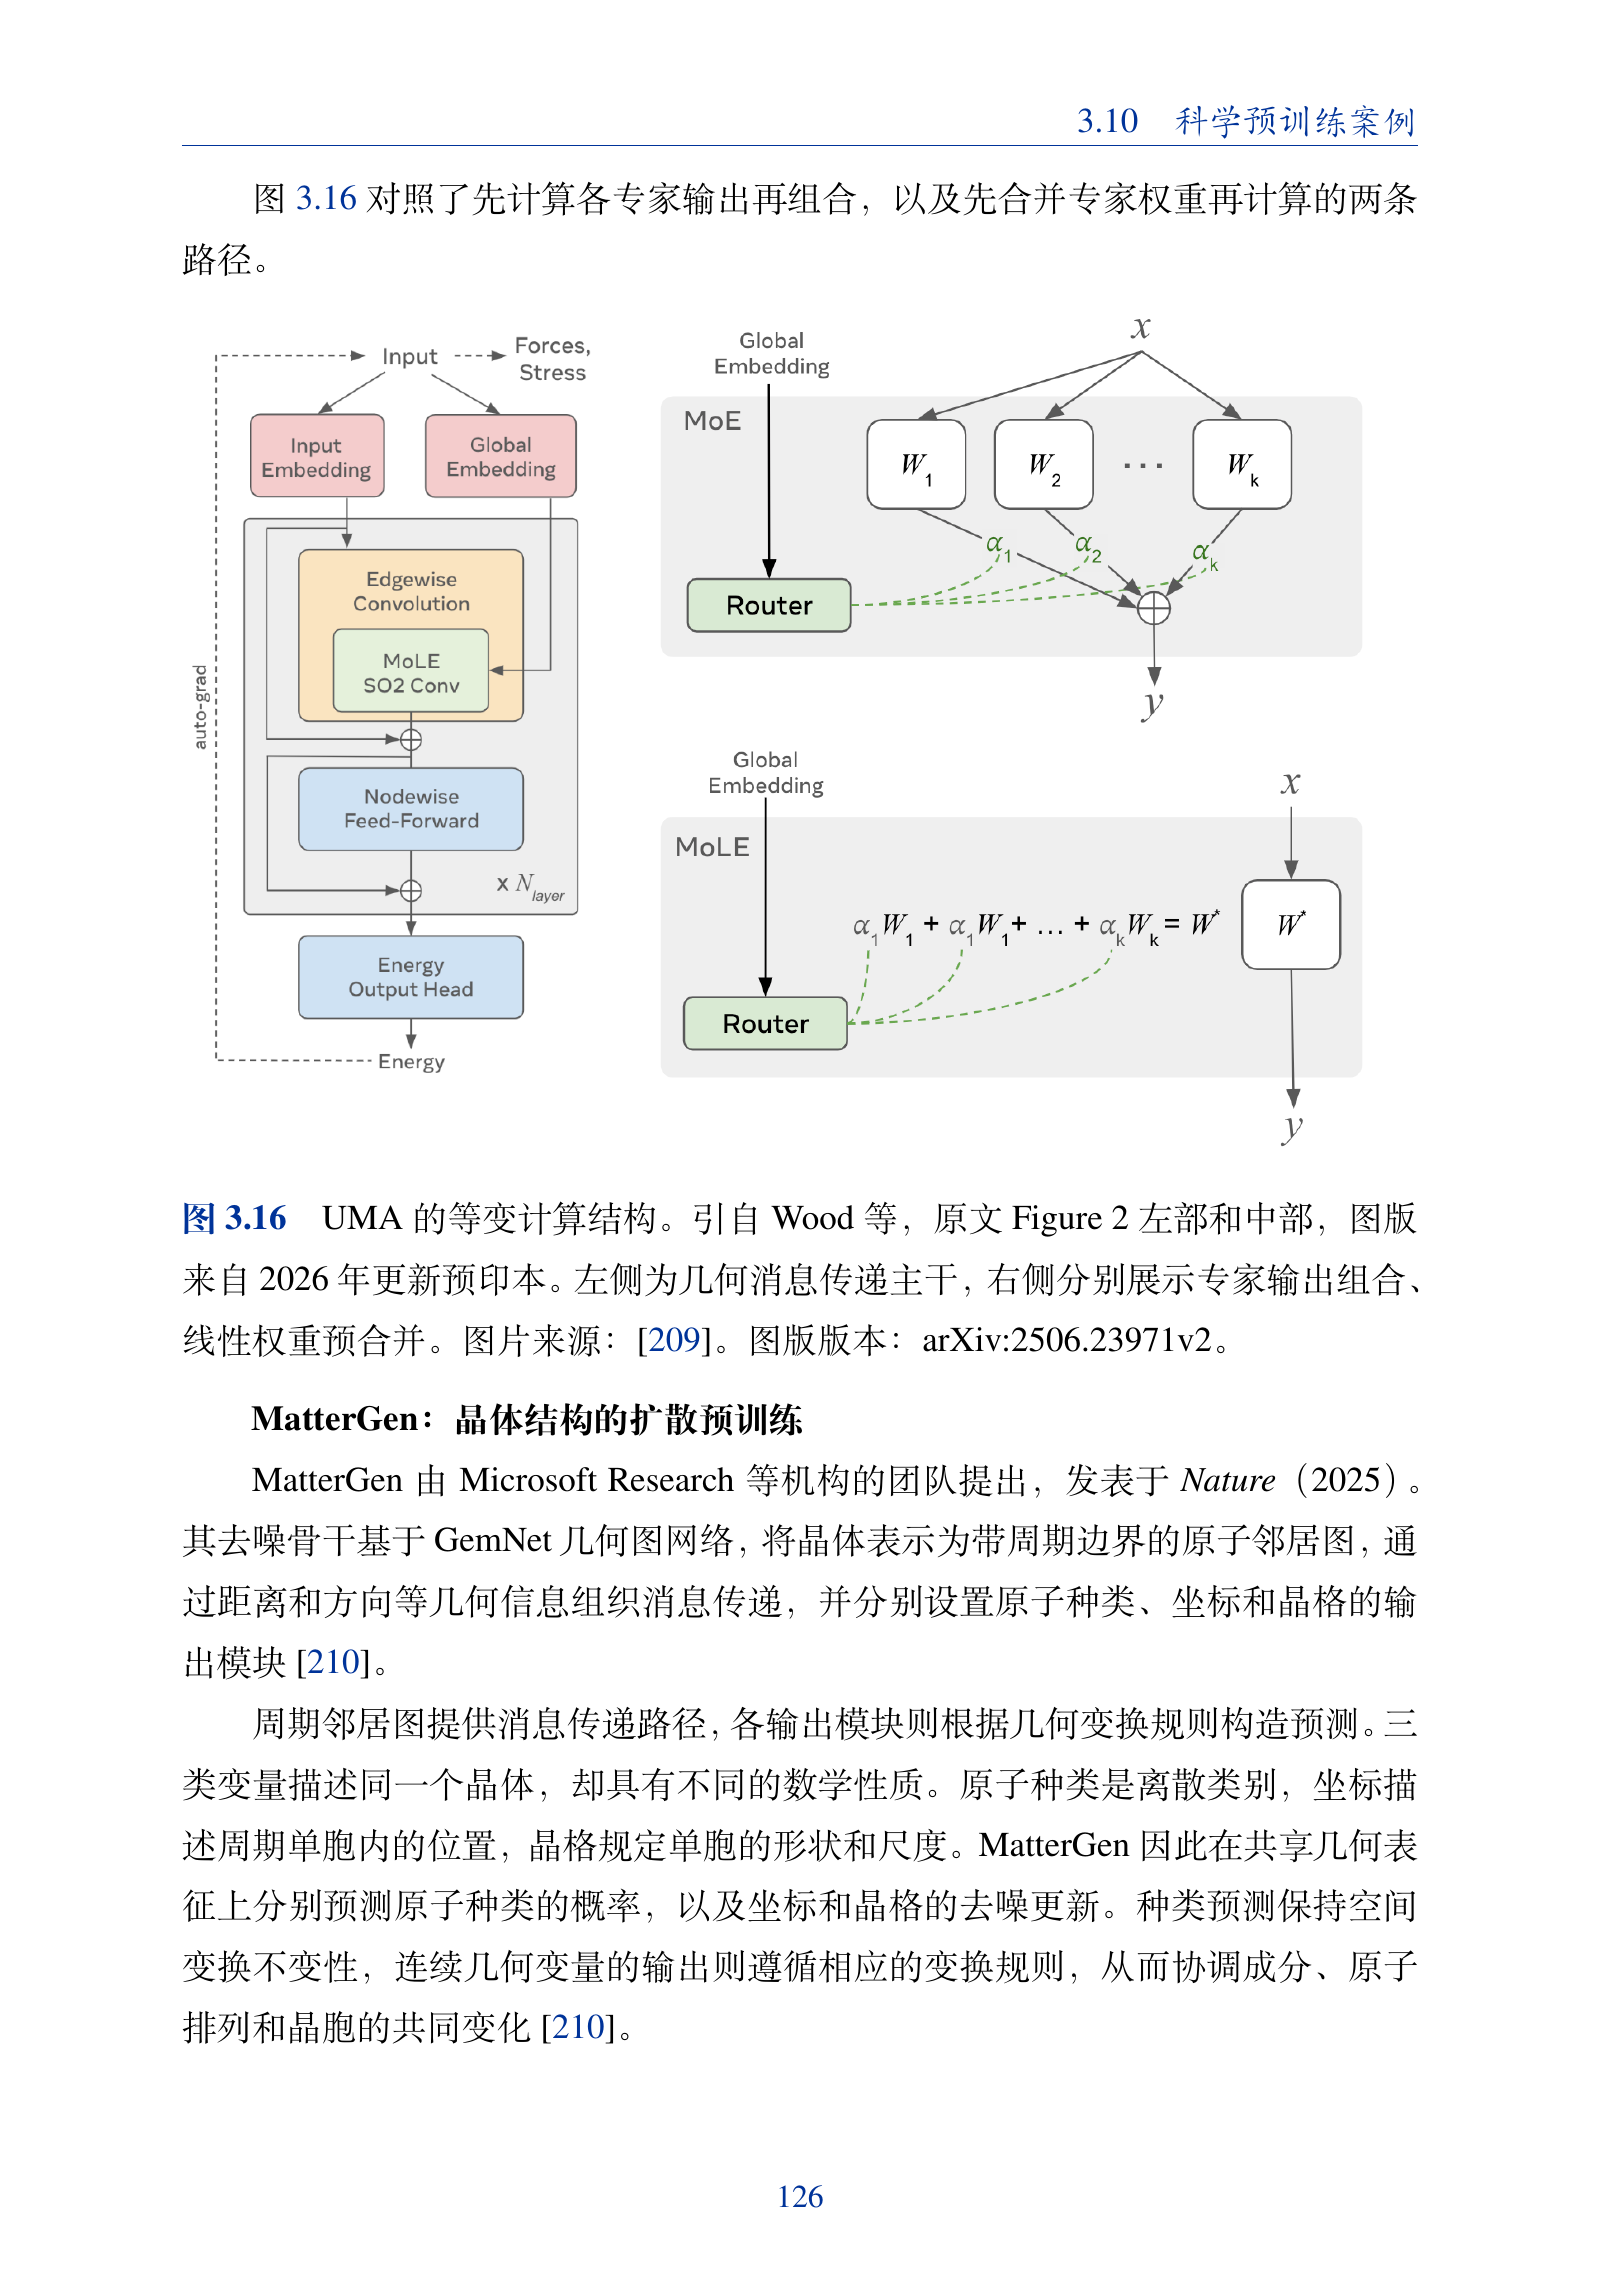 3.10 科学预训练案例
图 3.16 对照了先计算各专家输出再组合，以及先合并专家权重再计算的两条
路径。
Input
Forces,
Stress
Input
Embedding
Global
Embedding
Edgewise
Convolution
MoLE
SO2 Conv
auto-grad
Nodewise
Feed-Forward
x N_layer
Energy
Output Head
Energy
Global
Embedding
x
MoE
W_1
W_2
...
W_k
α_1
α_2
α_k
Router
y
Global
Embedding
x
MoLE
α_1 W_1 + α_1 W_1 + ... + α_k W_k = W*
W*
Router
y
图 3.16 UMA 的等变计算结构。引自 Wood 等，原文 Figure 2 左部和中部，图版
来自 2026 年更新预印本。左侧为几何消息传递主干，右侧分别展示专家输出组合、
线性权重预合并。图片来源：[209]。图版版本：arXiv:2506.23971v2。
MatterGen：晶体结构的扩散预训练
MatterGen 由 Microsoft Research 等机构的团队提出，发表于 Nature（2025）。
其去噪骨干基于 GemNet 几何图网络，将晶体表示为带周期边界的原子邻居图，通
过距离和方向等几何信息组织消息传递，并分别设置原子种类、坐标和晶格的输
出模块 [210]。
周期邻居图提供消息传递路径，各输出模块则根据几何变换规则构造预测。三
类变量描述同一个晶体，却具有不同的数学性质。原子种类是离散类别，坐标描
述周期单胞内的位置，晶格规定单胞的形状和尺度。MatterGen 因此在共享几何表
征上分别预测原子种类的概率，以及坐标和晶格的去噪更新。种类预测保持空间
变换不变性，连续几何变量的输出则遵循相应的变换规则，从而协调成分、原子
排列和晶胞的共同变化 [210]。
126